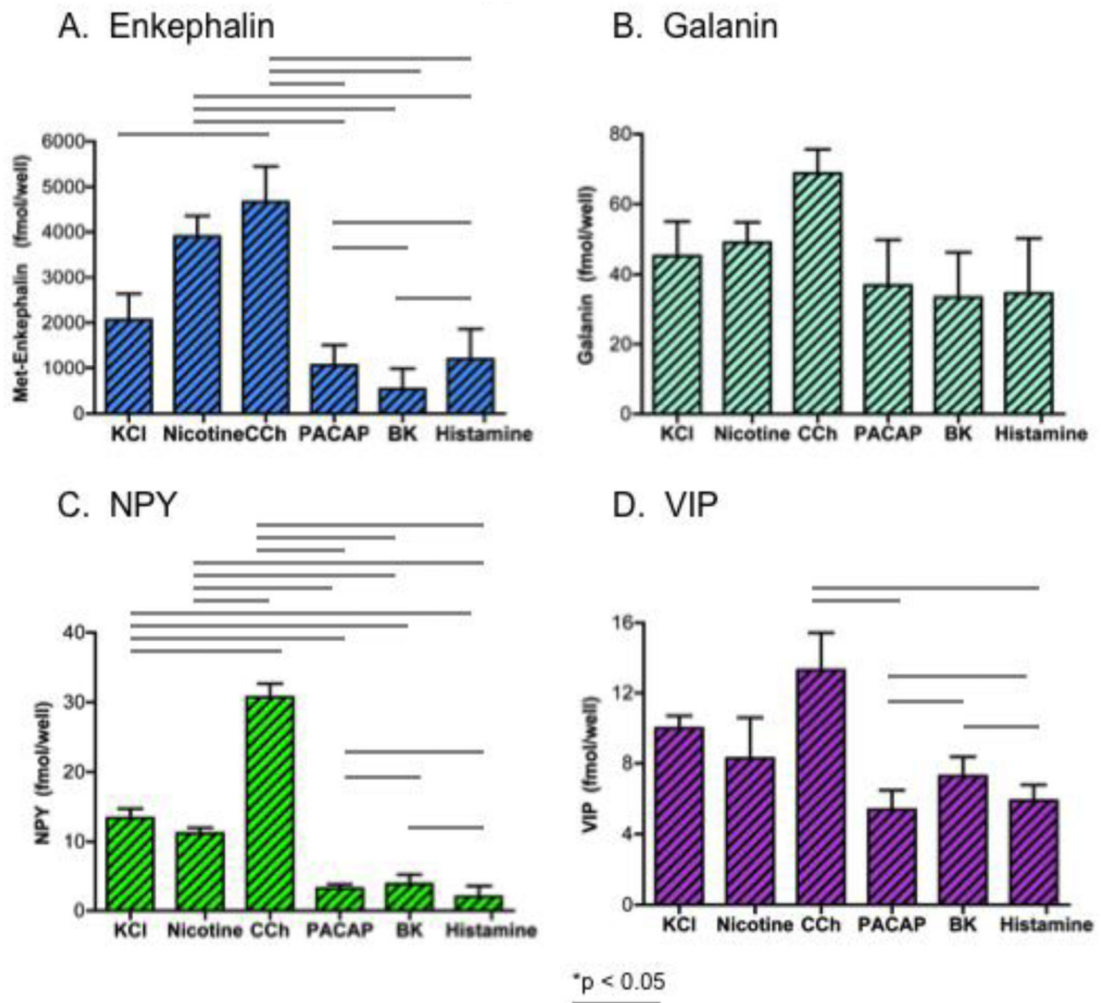 A. Enkephalin
Met-Enkephalin (fmol/well)
6000
5000
4000
3000
2000
1000
0
KCl Nicotine CCh PACAP BK Histamine
B. Galanin
Galanin (fmol/well)
80
60
40
20
0
KCl Nicotine CCh PACAP BK Histamine
C. NPY
NPY (fmol/well)
40
30
20
10
0
KCl Nicotine CCh PACAP BK Histamine
D. VIP
VIP (fmol/well)
16
12
8
4
0
KCl Nicotine CCh PACAP BK Histamine
*p < 0.05